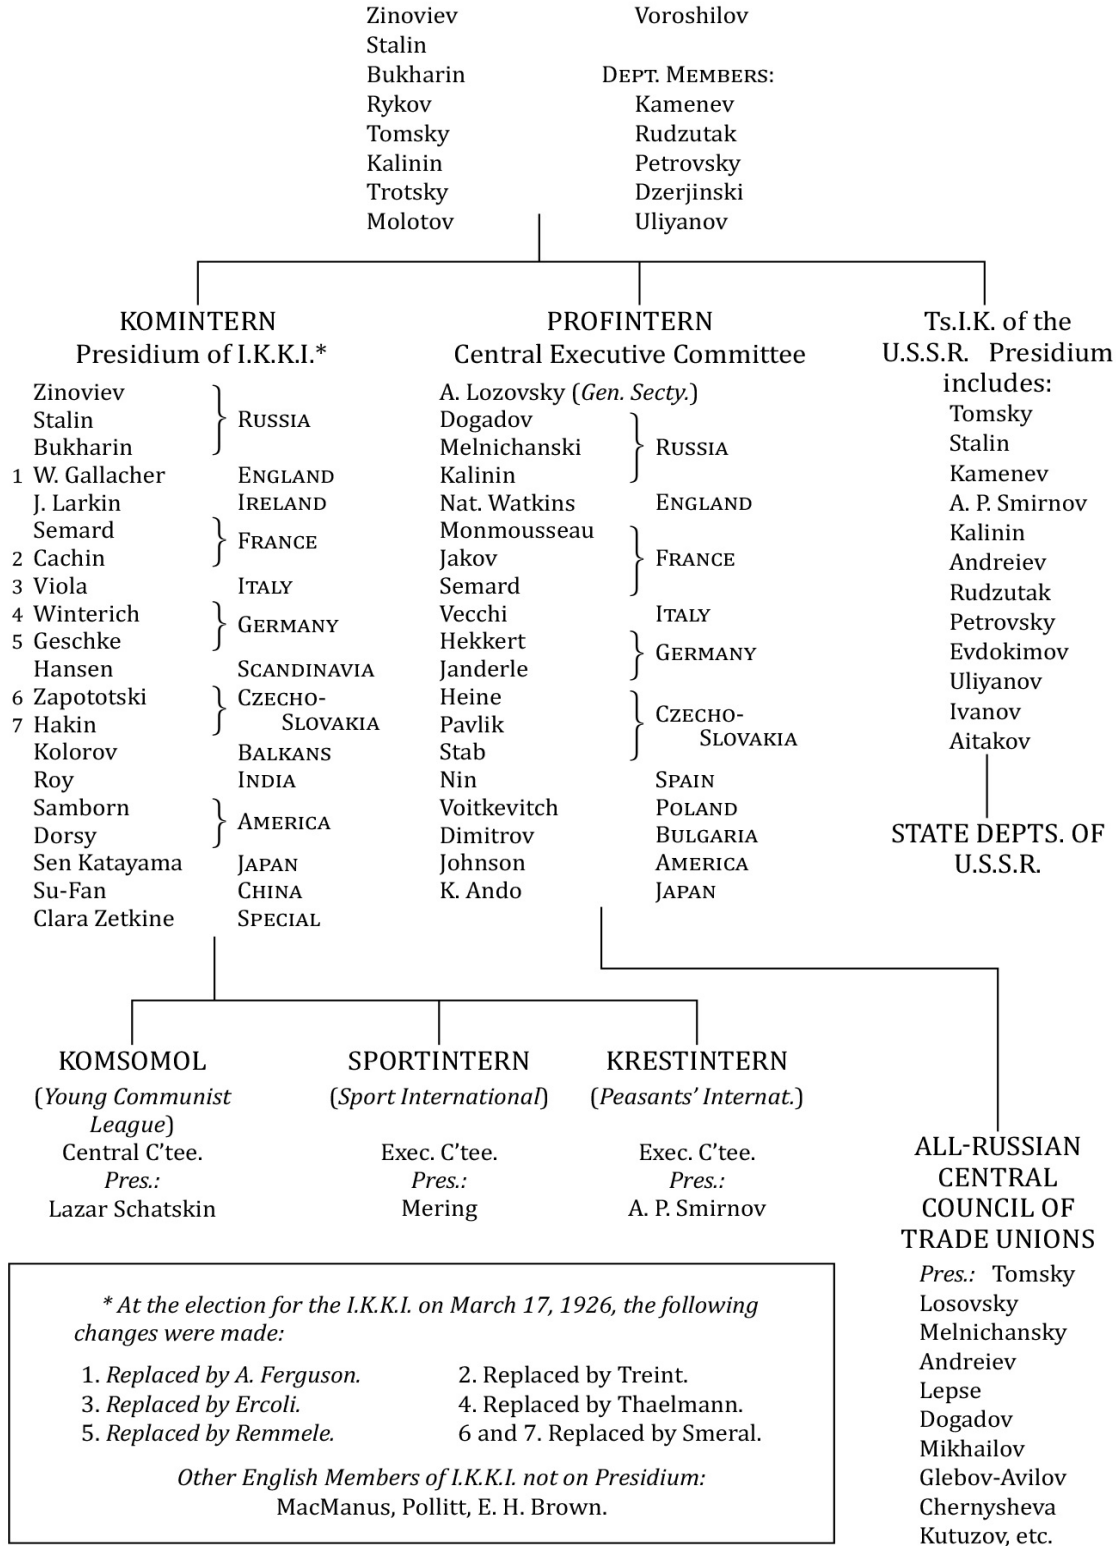 Zinoviev
Stalin
Bukharin
Rykov
Tomsky
Kalinin
Trotsky
Molotov
Voroshilov
Dept. Members:
Kamenev
Rudzutak
Petrovsky
Dzerjinski
Uliyanov
KOMINTERN
Presidium of I.K.K.I.*
Zinoviev
Stalin
Bukharin
Russia
1 W. Gallacher England
J. Larkin Ireland
Semard
2 Cachin
France
3 Viola Italy
4 Winterich
5 Geschke
Germany
Hansen Scandinavia
6 Zapototski
7 Hakin
Czecho-
Slovakia
Kolorov Balkans
Roy India
Samborn
Dorsy
America
Sen Katayama Japan
Su-Fan China
Clara Zetkine Special
PROFINTERN
Central Executive Committee
A. Lozovsky (Gen. Secty.)
Dogadov
Melnichanski
Kalinin
Russia
Nat. Watkins England
Monmousseau
Jakov
Semard
France
Vecchi Italy
Hekkert
Janderle
Germany
Heine
Pavlik
Stab
Czecho-
Slovakia
Nin Spain
Voitkevitch Poland
Dimitrov Bulgaria
Johnson America
K. Ando Japan
Ts.I.K. of the
U.S.S.R. Presidium
includes:
Tomsky
Stalin
Kamenev
A. P. Smirnov
Kalinin
Andreiev
Rudzutak
Petrovsky
Evdokimov
Uliyanov
Ivanov
Aitakov
STATE DEPTS. OF
U.S.S.R.
KOMSOMOL
(Young Communist
League)
Central C’tee.
Pres.:
Lazar Schatskin
SPORTINTERN
(Sport International)
Exec. C’tee.
Pres.:
Mering
KRESTINTERN
(Peasants’ Internat.)
Exec. C’tee.
Pres.:
A. P. Smirnov
ALL-RUSSIAN
CENTRAL
COUNCIL OF
TRADE UNIONS
Pres.: Tomsky
Losovsky
Melnichansky
Andreiev
Lepse
Dogadov
Mikhailov
Glebov-Avilov
Chernysheva
Kutuzov, etc.
* At the election for the I.K.K.I. on March 17, 1926, the following
changes were made:
1. Replaced by A. Ferguson. 2. Replaced by Treint.
3. Replaced by Ercoli. 4. Replaced by Thaelmann.
5. Replaced by Remmele. 6 and 7. Replaced by Smeral.
Other English Members of I.K.K.I. not on Presidium:
MacManus, Pollitt, E. H. Brown.